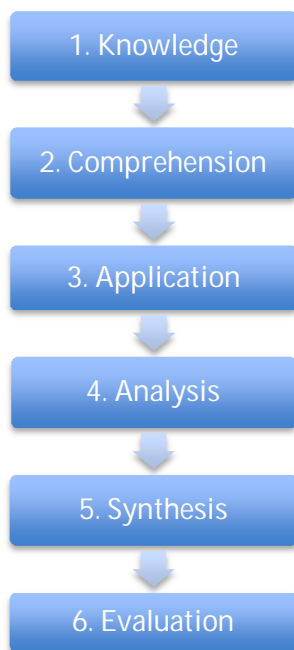 1. Knowledge
2. Comprehension
3. Application
4. Analysis
5. Synthesis
6. Evaluation